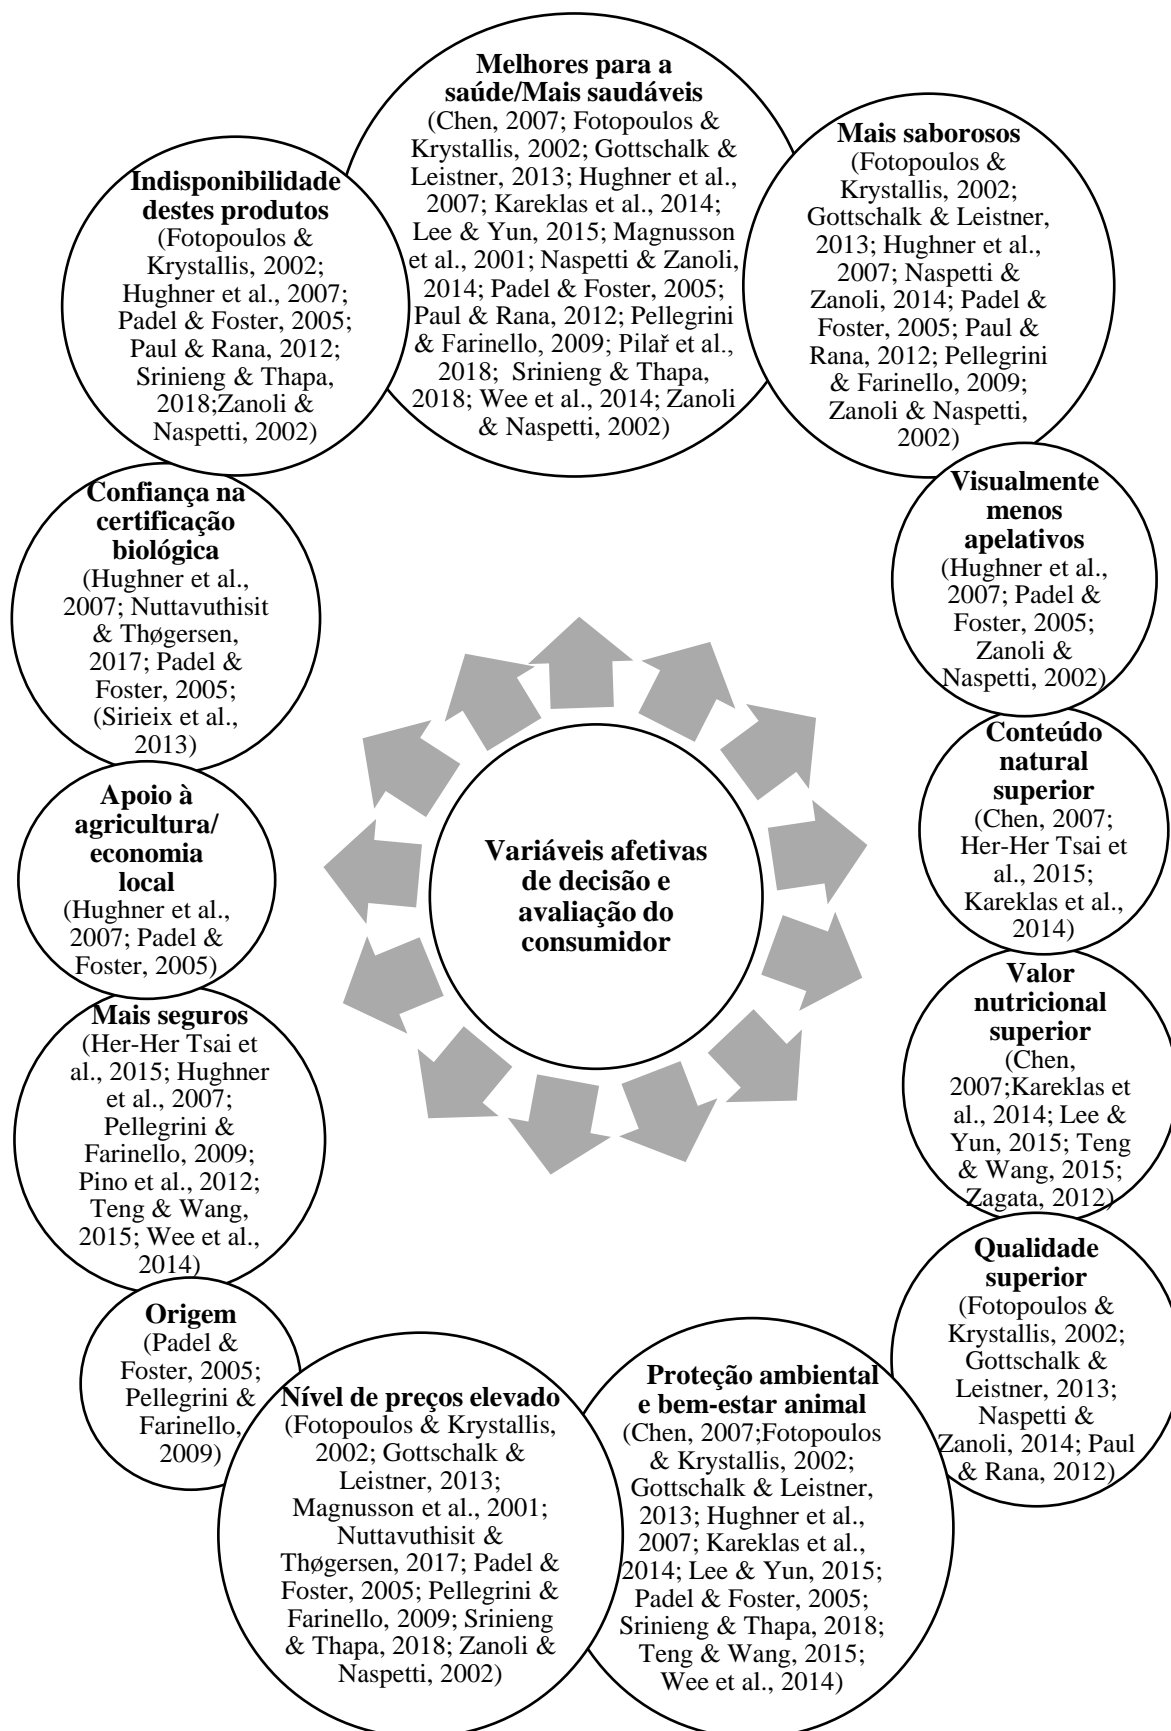 Melhores para a
saúde/Mais saudáveis
(Chen, 2007; Fotopoulos &
Krystallis, 2002; Gottschalk &
Leistner, 2013; Hughner et al.,
2007; Kareklas et al., 2014;
Lee & Yun, 2015; Magnusson
et al., 2001; Naspetti & Zanoli,
2014; Padel & Foster, 2005;
Paul & Rana, 2012; Pellegrini
& Farinello, 2009; Pilař et al.,
2018; Srinieng & Thapa,
2018; Wee et al., 2014; Zanoli
& Naspetti, 2002)
Mais saborosos
(Fotopoulos &
Krystallis, 2002;
Gottschalk & Leistner,
2013; Hughner et al.,
2007; Naspetti &
Zanoli, 2014; Padel &
Foster, 2005; Paul &
Rana, 2012; Pellegrini
& Farinello, 2009;
Zanoli & Naspetti,
2002)
Visualmente
menos
apelativos
(Hughner et al.,
2007; Padel &
Foster, 2005;
Zanoli &
Naspetti, 2002)
Conteúdo
natural
superior
(Chen, 2007;
Her-Her Tsai et
al., 2015;
Kareklas et al.,
2014)
Valor
nutricional
superior
(Chen,
2007;Kareklas et
al., 2014; Lee &
Yun, 2015; Teng
& Wang, 2015;
Zagata, 2012)
Qualidade
superior
(Fotopoulos &
Krystallis, 2002;
Gottschalk &
Leistner, 2013;
Naspetti &
Zanoli, 2014; Paul
& Rana, 2012)
Proteção ambiental
e bem-estar animal
(Chen, 2007;Fotopoulos
& Krystallis, 2002;
Gottschalk & Leistner,
2013; Hughner et al.,
2007; Kareklas et al.,
2014; Lee & Yun, 2015;
Padel & Foster, 2005;
Srinieng & Thapa, 2018;
Teng & Wang, 2015;
Wee et al., 2014)
Nível de preços elevado
(Fotopoulos & Krystallis,
2002; Gottschalk &
Leistner, 2013;
Magnusson et al., 2001;
Nuttavuthisit &
Thøgersen, 2017; Padel &
Foster, 2005; Pellegrini &
Farinello, 2009; Srinieng
& Thapa, 2018; Zanoli &
Naspetti, 2002)
Origem
(Padel &
Foster, 2005;
Pellegrini &
Farinello,
2009)
Mais seguros
(Her-Her Tsai et
al., 2015; Hughner
et al., 2007;
Pellegrini &
Farinello, 2009;
Pino et al., 2012;
Teng & Wang,
2015; Wee et al.,
2014)
Apoio à
agricultura/
economia
local
(Hughner et al.,
2007; Padel &
Foster, 2005)
Confiança na
certificação
biológica
(Hughner et al.,
2007; Nuttavuthisit
& Thøgersen,
2017; Padel &
Foster, 2005;
(Sirieix et al.,
2013)
Indisponibilidade
destes produtos
(Fotopoulos &
Krystallis, 2002;
Hughner et al., 2007;
Padel & Foster, 2005;
Paul & Rana, 2012;
Srinieng & Thapa,
2018;Zanoli &
Naspetti, 2002)
Variáveis afetivas
de decisão e
avaliação do
consumidor